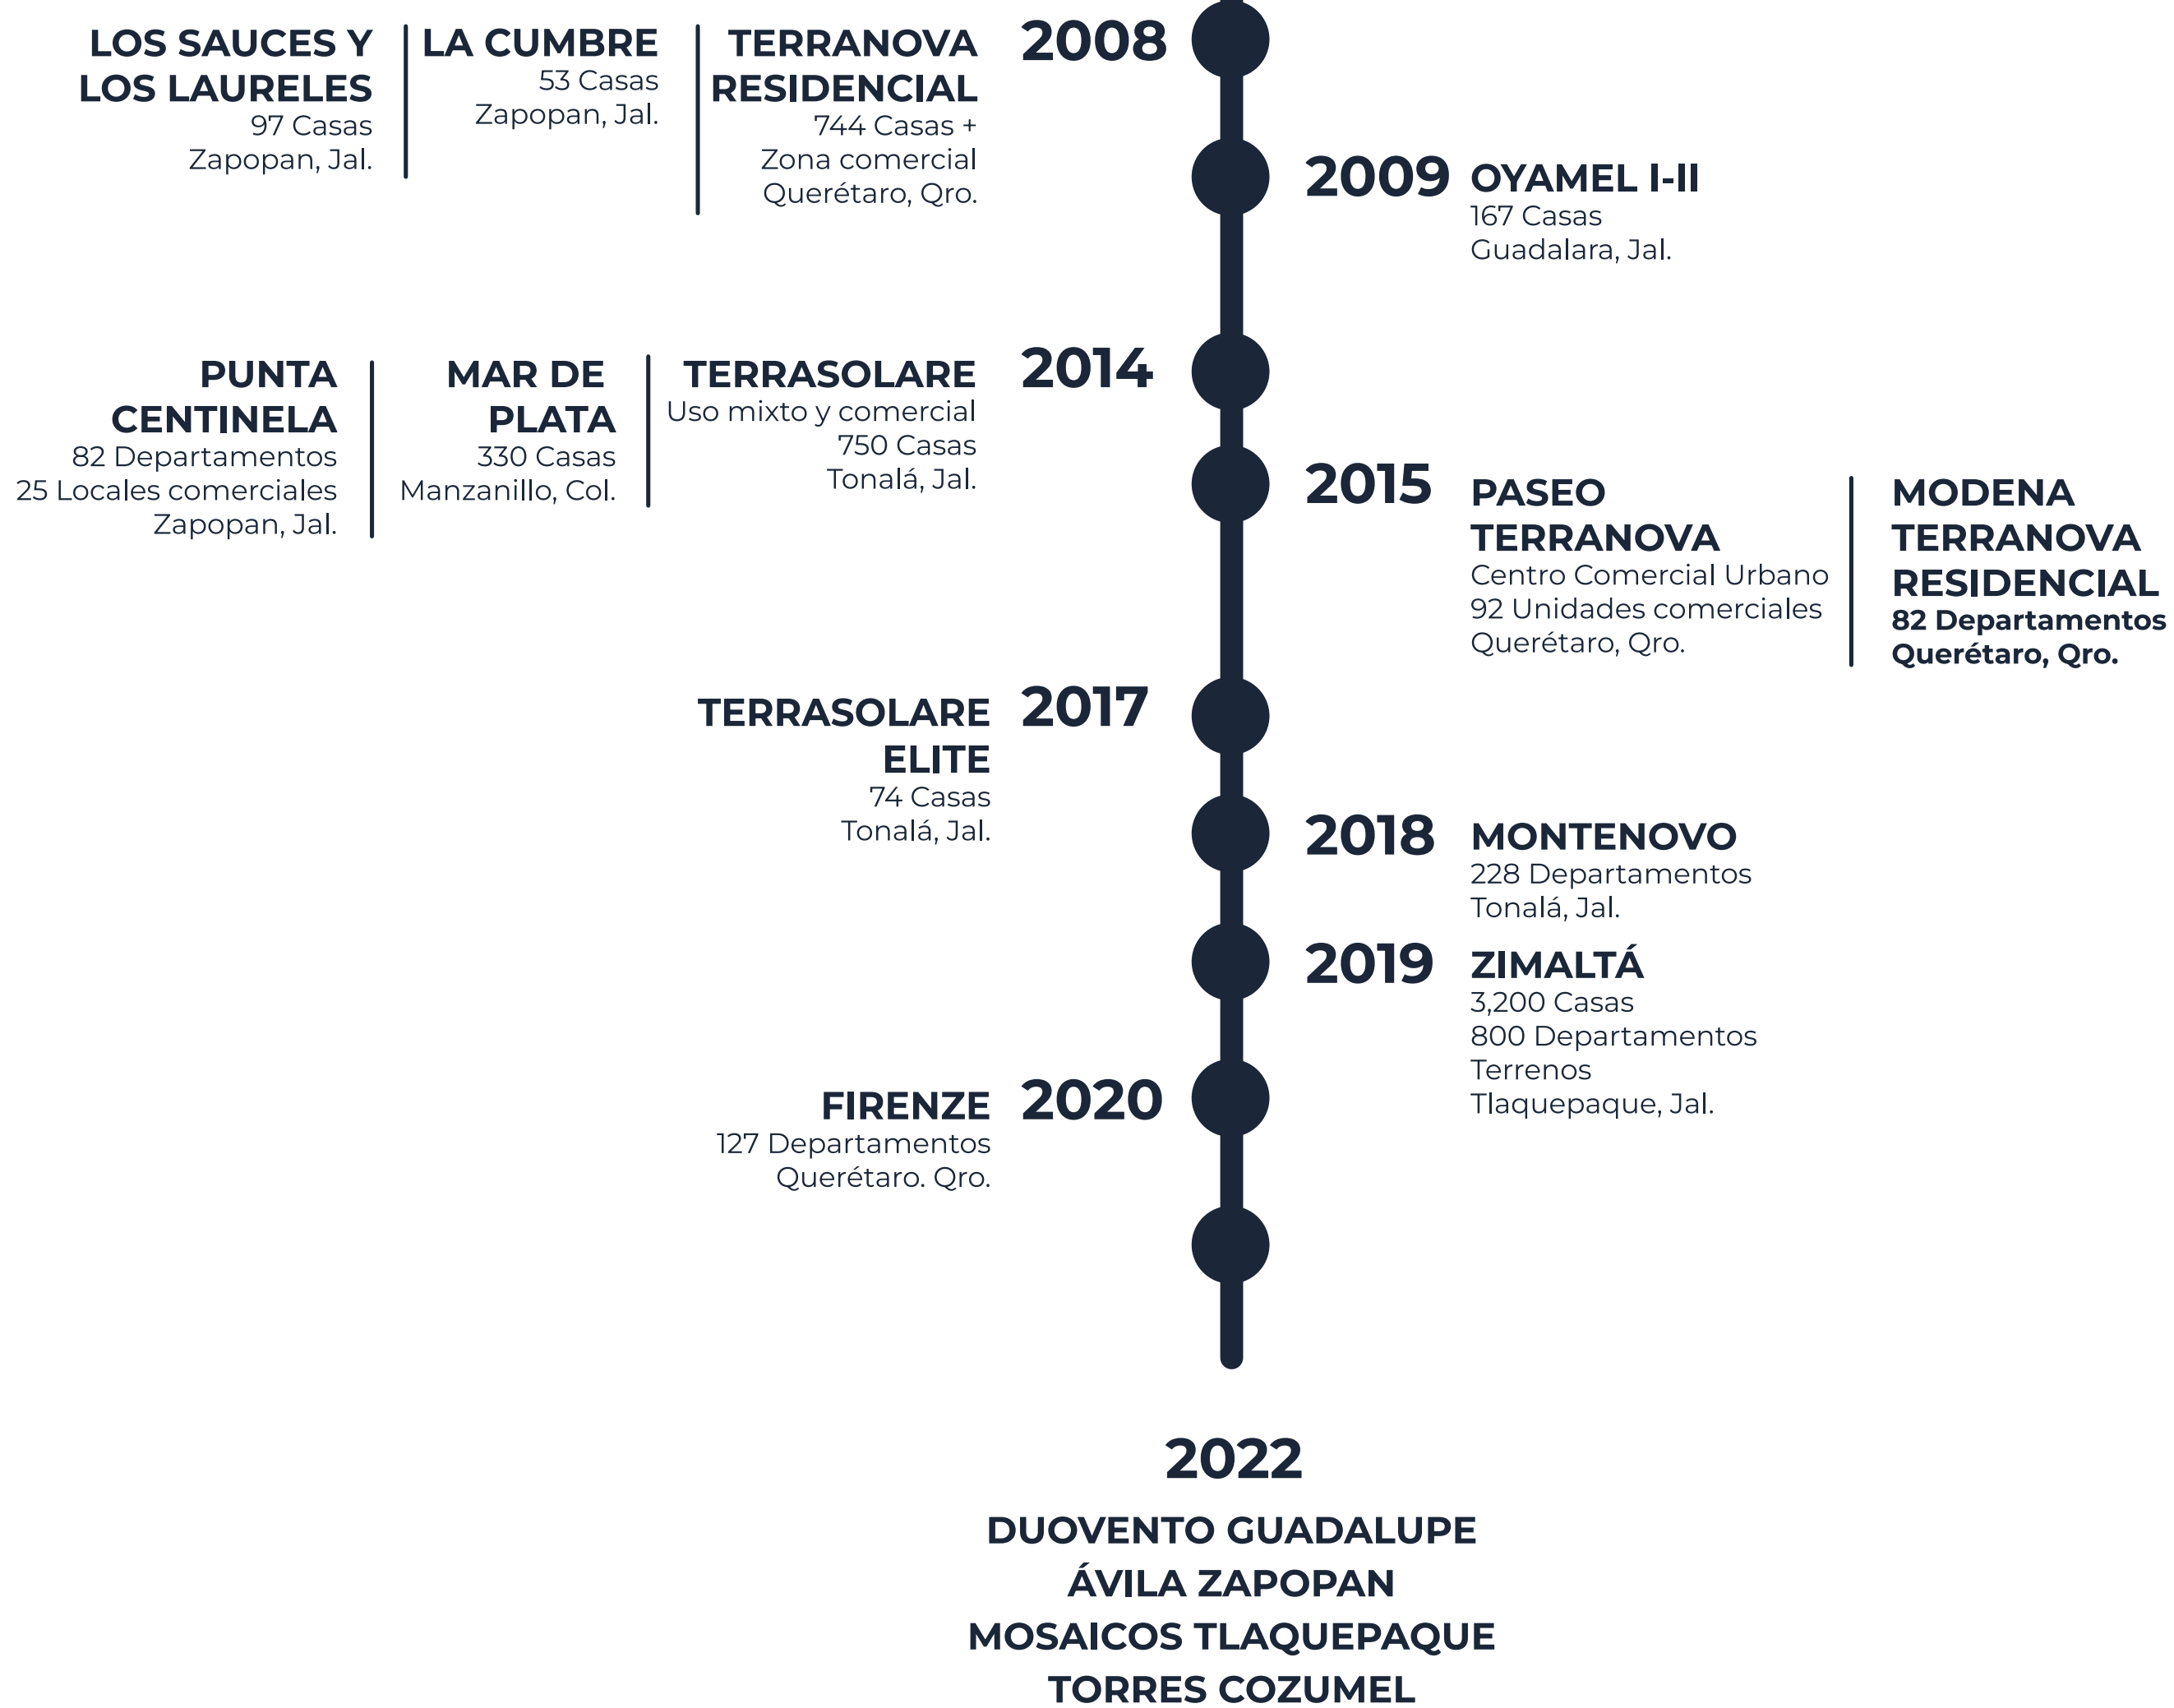 2008
TERRANOVA
RESIDENCIAL
744 Casas +
Zona comercial
Querétaro, Qro.
LA CUMBRE
53 Casas
Zapopan, Jal.
LOS SAUCES Y
LOS LAURELES
97 Casas
Zapopan, Jal.
2009
OYAMEL I-II
167 Casas
Guadalara, Jal.
2014
TERRASOLARE
Uso mixto y comercial
750 Casas
Tonalá, Jal.
MAR DE
PLATA
330 Casas
Manzanillo, Col.
PUNTA
CENTINELA
82 Departamentos
25 Locales comerciales
Zapopan, Jal.
2015
PASEO
TERRANOVA
Centro Comercial Urbano
92 Unidades comerciales
Querétaro, Qro.
MODENA
TERRANOVA
RESIDENCIAL
82 Departamentos
Querétaro, Qro.
2017
TERRASOLARE
ELITE
74 Casas
Tonalá, Jal.
2018
MONTENOVO
228 Departamentos
Tonalá, Jal.
2019
ZIMALTÁ
3,200 Casas
800 Departamentos
Terrenos
Tlaquepaque, Jal.
2020
FIRENZE
127 Departamentos
Querétaro. Qro.
2022
DUOVENTO GUADALUPE
ÁVILA ZAPOPAN
MOSAICOS TLAQUEPAQUE
TORRES COZUMEL